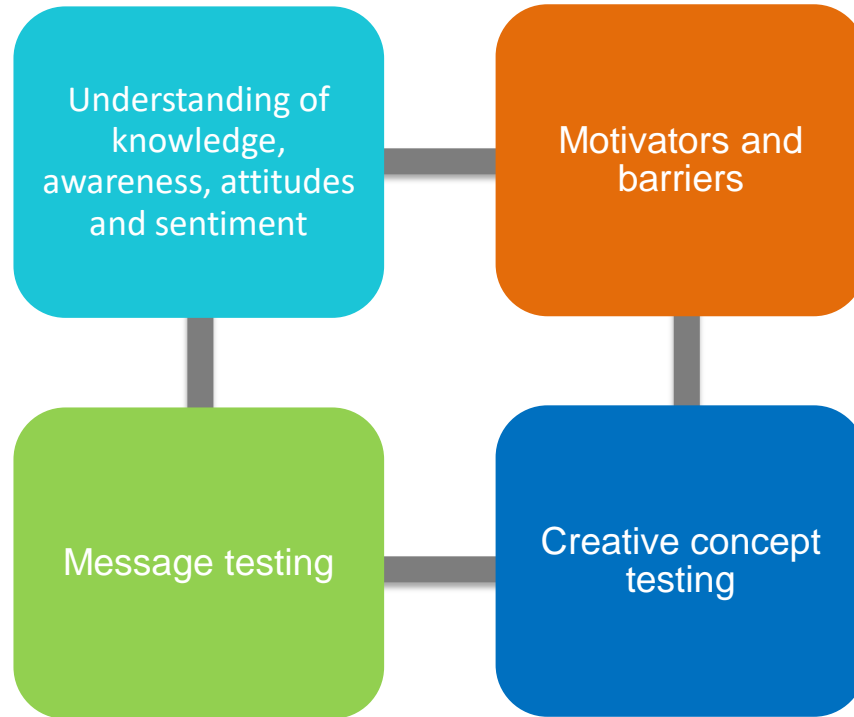 Understanding of
knowledge,
awareness, attitudes
and sentiment
Motivators and
barriers
Message testing
Creative concept
testing